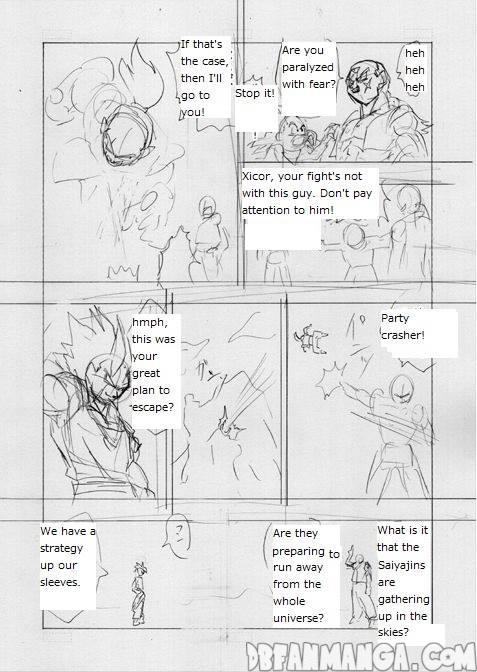 heh
heh
heh
Are you
paralyzed
with fear?
Stop it!
Xicor, your fight's not
with this guy. Don't pay
attention to him!
If that's
the case,
then I'll
go to
you!
Party
crasher!
hmph,
this was
your
great
plan to
escape?
What is it
that the
Saiyajins
are
gathering
up in the
skies?
Are they
preparing to
run away
from the
whole
universe?
?
We have a
strategy
up our
sleeves.
DBFANMANGA.COM